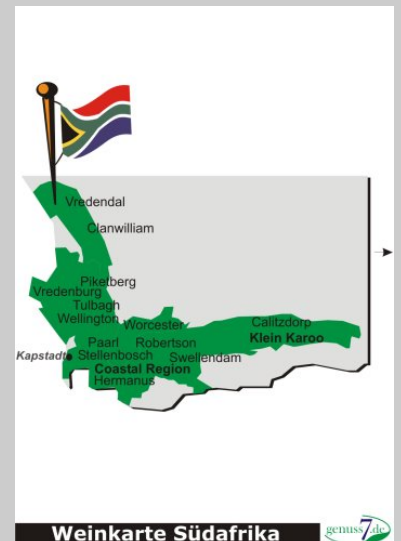 Vredendal
Clanwilliam
Piketberg
Vredenburg
Tulbagh
Wellington
Worcester
Calitzdorp
Paarl
Robertson
Klein Karoo
Kapstadt
Stellenbosch
Swellendam
Coastal Region
Hermanus
Weinkarte Südafrika
genuss7.de